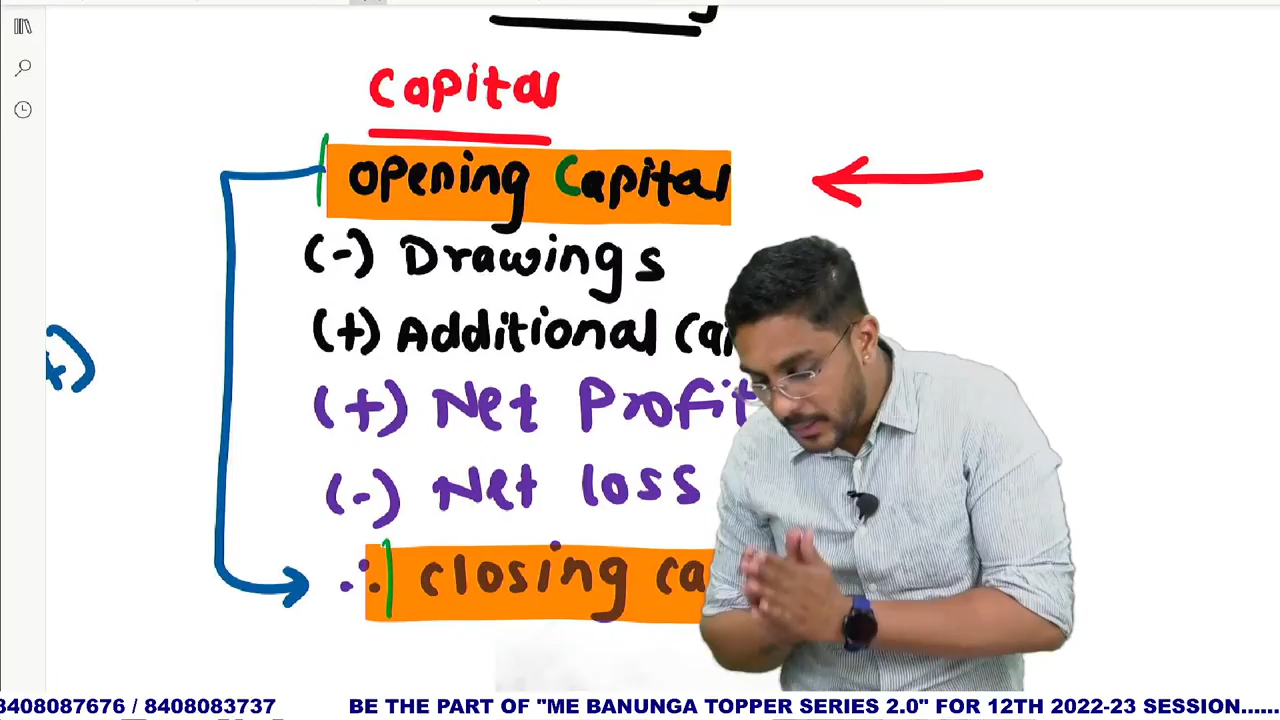 Capital
Opening Capital
(-) Drawings
(+) Additional
(+) Net Profit
(-) Net loss
∴ closing
8408087676 / 8408083737 BE THE PART OF "ME BANUNGA TOPPER SERIES 2.0" FOR 12TH 2022-23 SESSION......